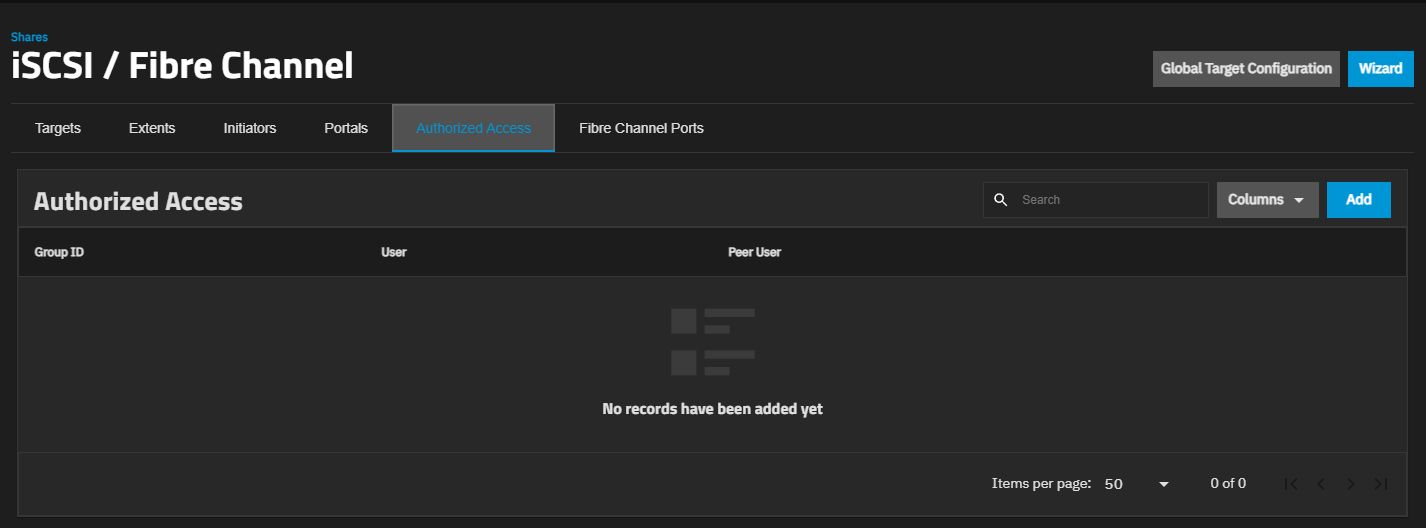 Shares
iSCSI / Fibre Channel
Global Target Configuration
Wizard
Targets
Extents
Initiators
Portals
Authorized Access
Fibre Channel Ports
Authorized Access
Search
Columns
Add
Group ID
User
Peer User
No records have been added yet
Items per page: 50
0 of 0